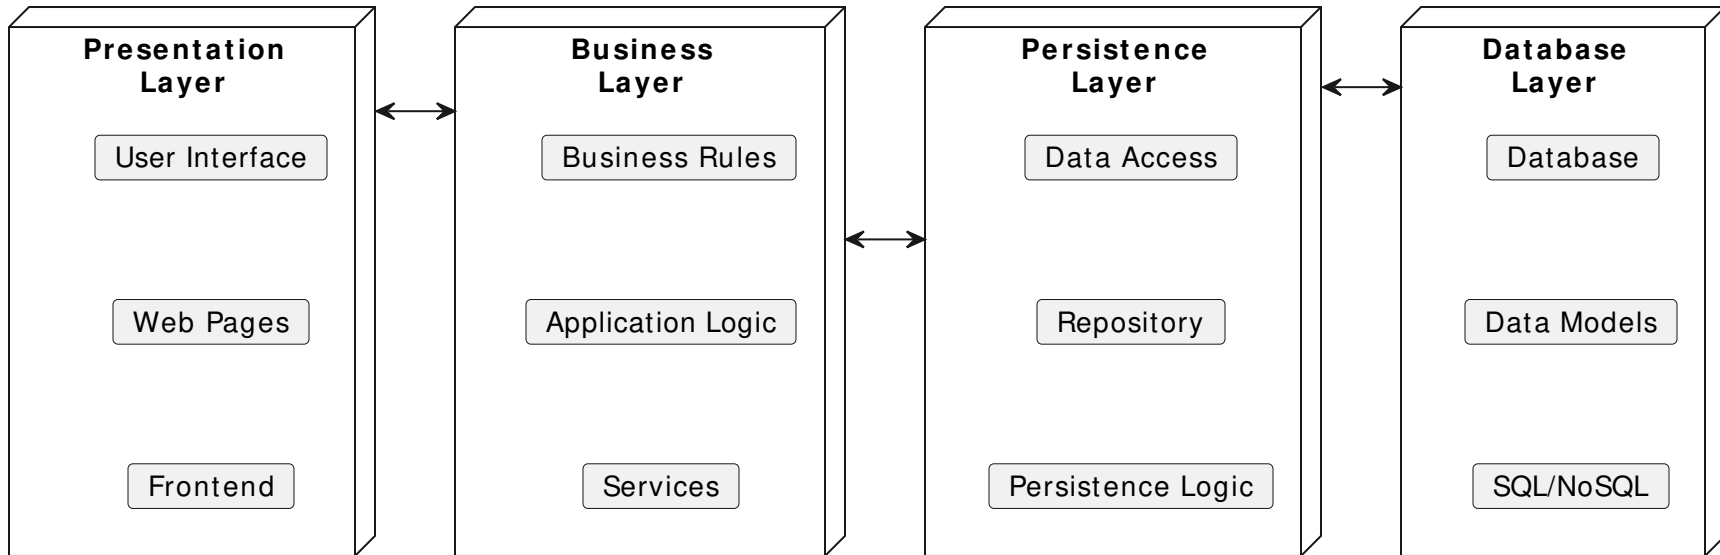 Presentation
Layer
User Interface
Web Pages
Frontend
Business
Layer
Business Rules
Application Logic
Services
Persistence
Layer
Data Access
Repository
Persistence Logic
Database
Layer
Database
Data Models
SQL/NoSQL